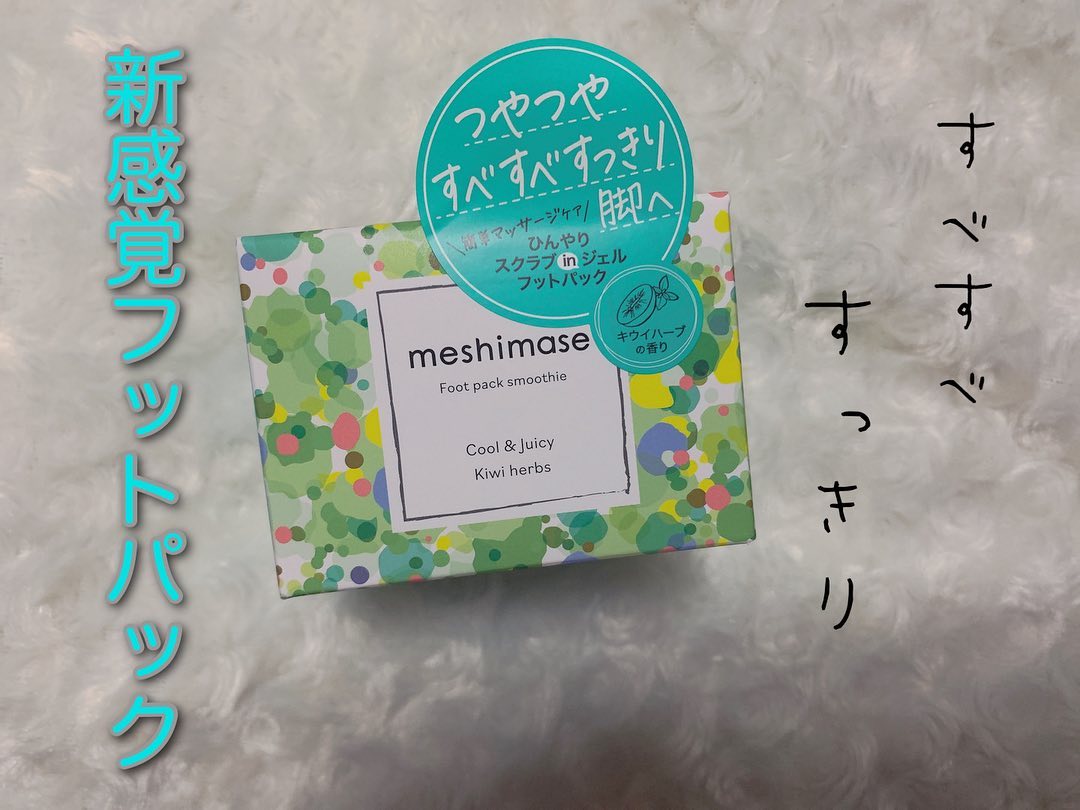 新感覚フットパック
つやつや
すべすべすっきり
脚へ
\簡単マッサージケア/
ひんやり
スクラブinジェル
フットパック
キウイハーブ
の香り
meshimase
Foot pack smoothie
Cool & Juicy
Kiwi herbs
すべすべ
すっきり